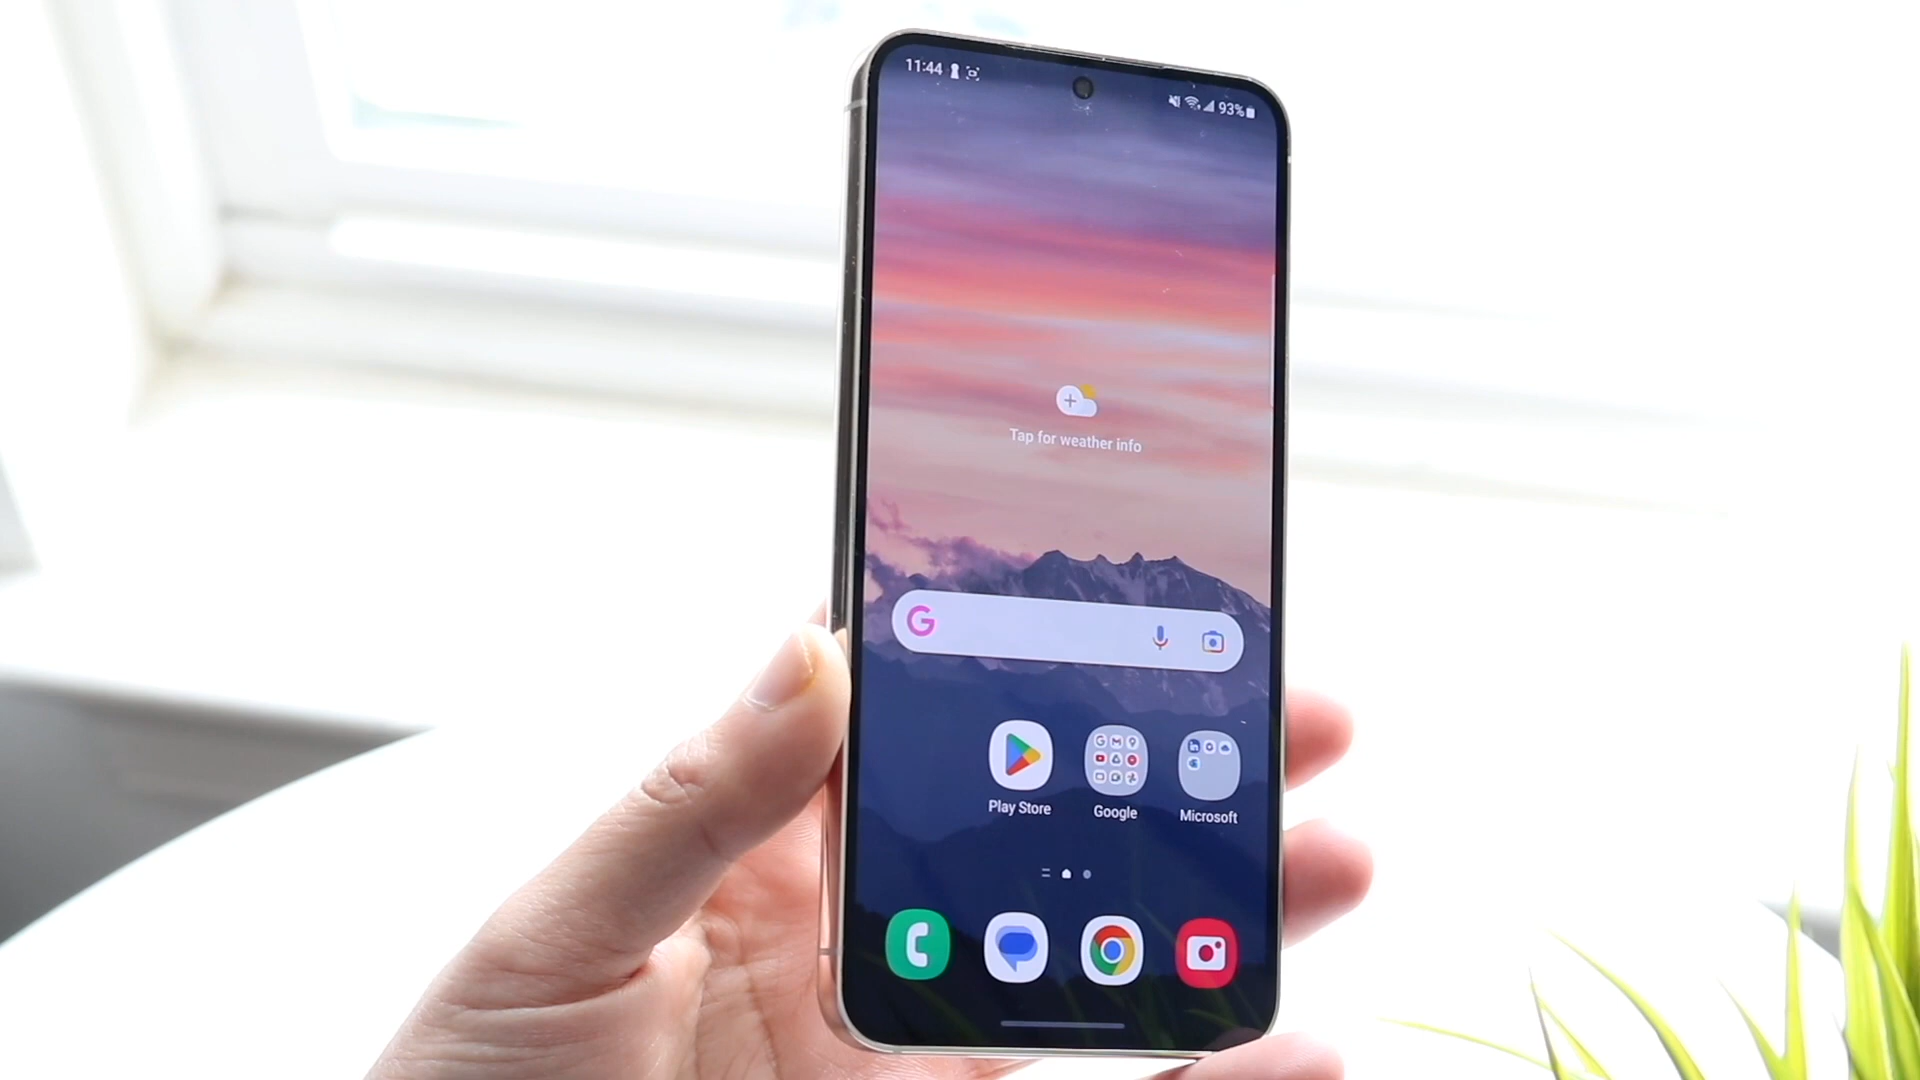 11:44
93%
Tap for weather info
G
Play Store
Google
Microsoft